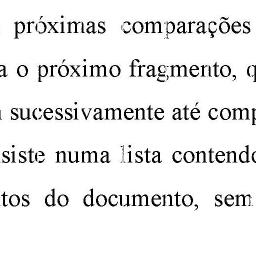 próximas comparações
a o próximo fragmento, q
sucessivamente até comp
siste numa lista contendo
tos do documento, sem